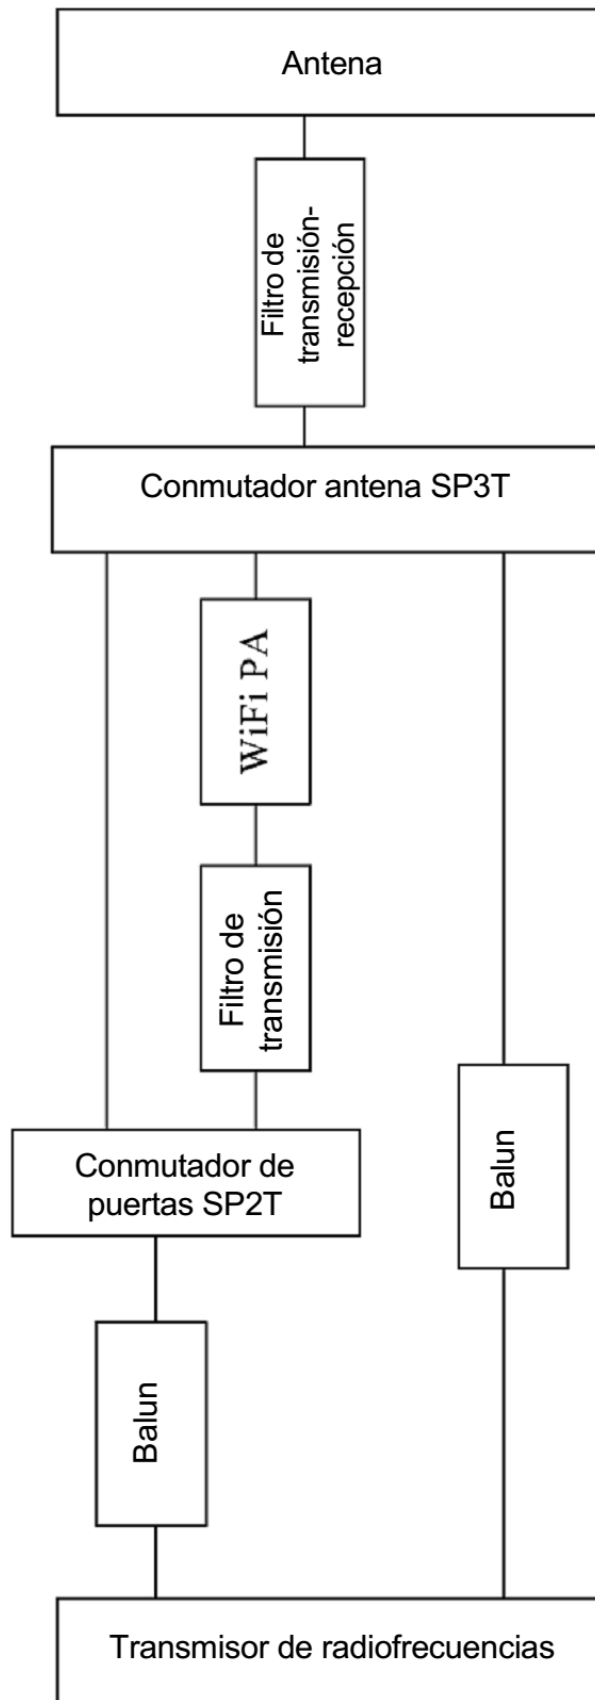 Antena
Filtro de
transmisión-
recepción
Conmutador antena SP3T
WiFi PA
Filtro de
transmisión
Conmutador de
puertas SP2T
Balun
Balun
Transmisor de radiofrecuencias